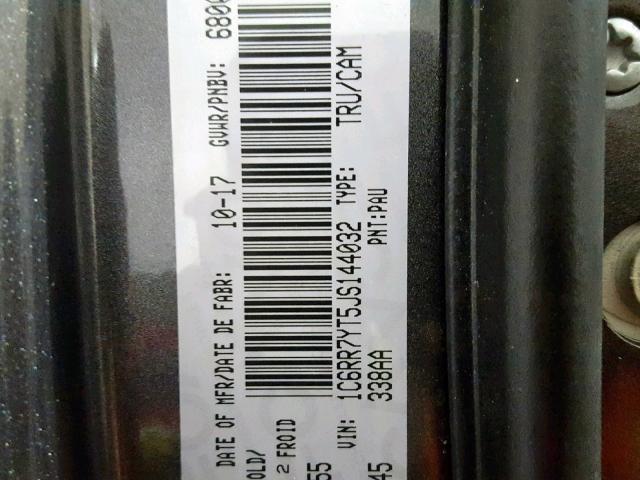 DATE OF MFR/DATE DE FABR: 10-17 GVWR/PNBV: 680
OLD/
2 FROID
55
VIN: 1C6RR7YT5JS144032 TYPE: TRU/CAM
338AA PNT:PAU
45